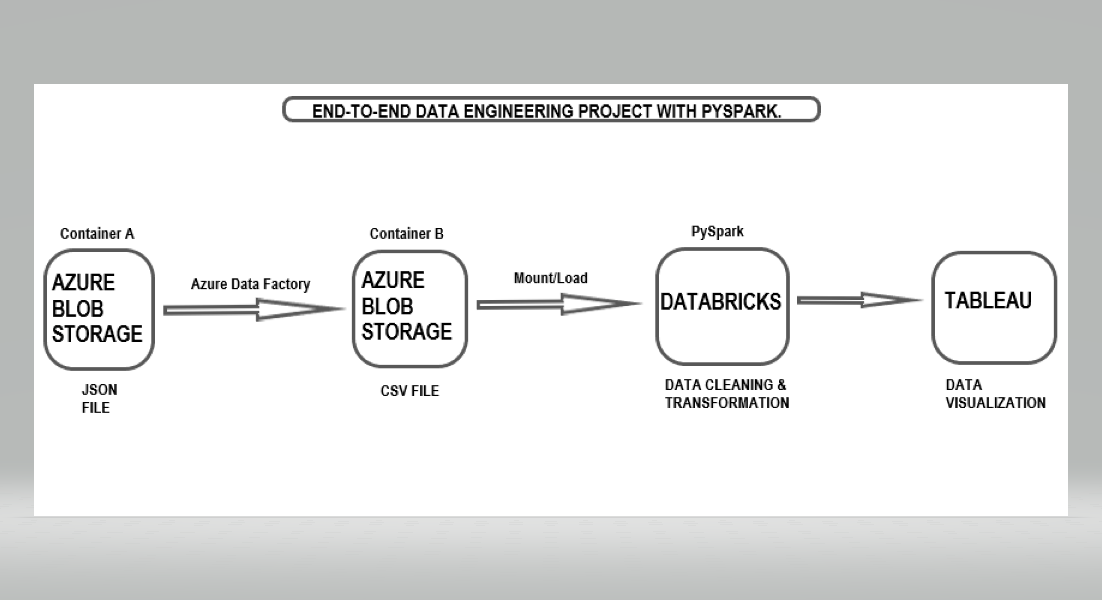 END-TO-END DATA ENGINEERING PROJECT WITH PYSPARK.
Container A
AZURE
BLOB
STORAGE
JSON
FILE
Azure Data Factory
Container B
AZURE
BLOB
STORAGE
CSV FILE
Mount/Load
PySpark
DATABRICKS
DATA CLEANING &
TRANSFORMATION
TABLEAU
DATA
VISUALIZATION